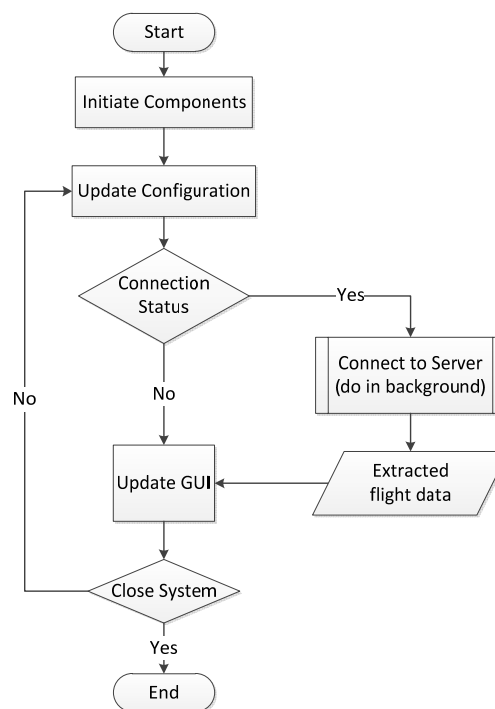 Start
Initiate Components
Update Configuration
Connection
Status
Yes
Connect to Server
(do in background)
No
No
Extracted
flight data
Update GUI
Close System
Yes
End